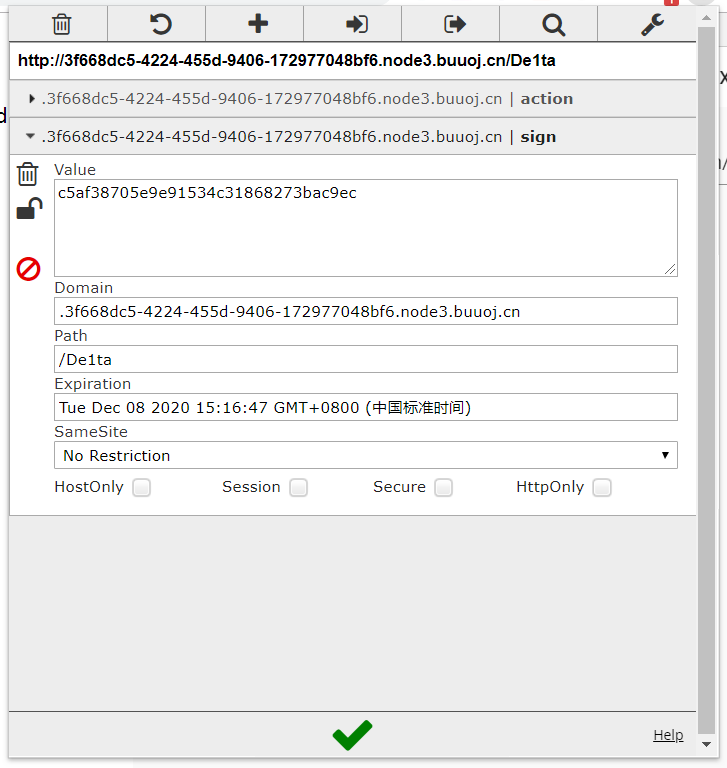 http://3f668dc5-4224-455d-9406-172977048bf6.node3.buuoj.cn/De1ta
.3f668dc5-4224-455d-9406-172977048bf6.node3.buuoj.cn | action
.3f668dc5-4224-455d-9406-172977048bf6.node3.buuoj.cn | sign
Value
c5af38705e9e91534c31868273bac9ec
Domain
.3f668dc5-4224-455d-9406-172977048bf6.node3.buuoj.cn
Path
/De1ta
Expiration
Tue Dec 08 2020 15:16:47 GMT+0800 (中国标准时间)
SameSite
No Restriction
HostOnly Session Secure HttpOnly
Help